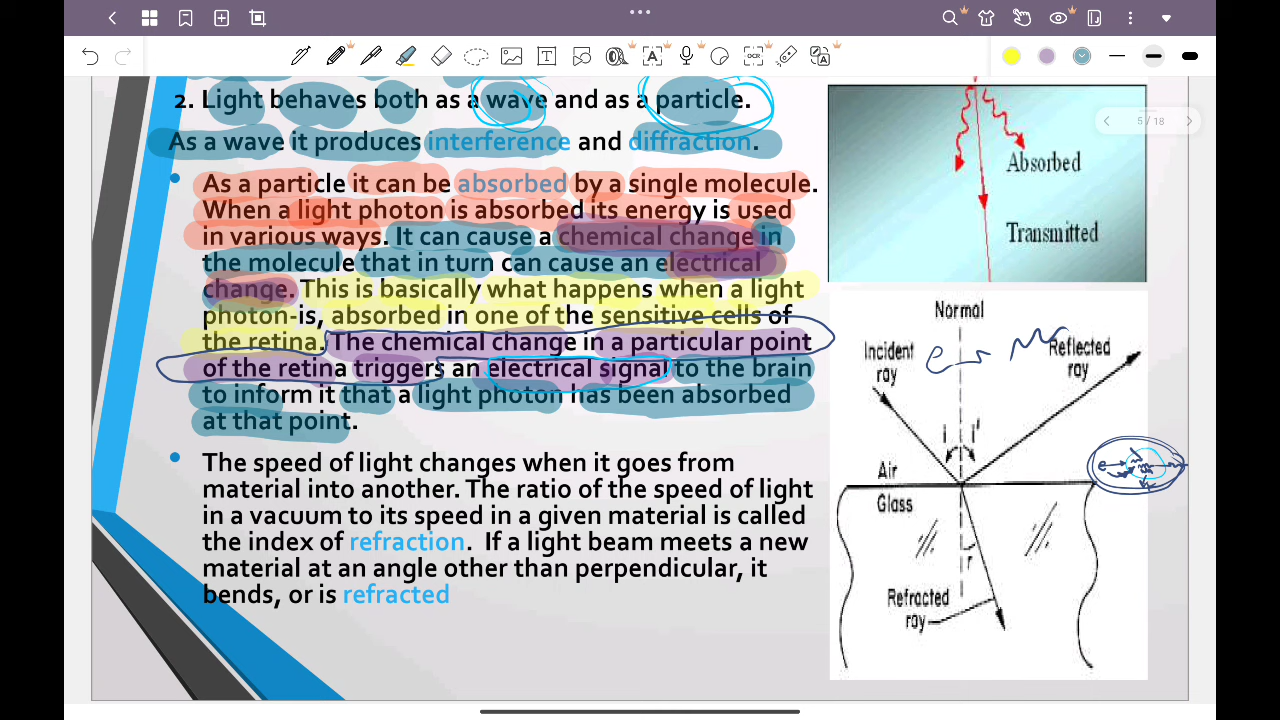 5 / 18
2. Light behaves both as a wave and as a particle.
As a wave it produces interference and diffraction.
• As a particle it can be absorbed by a single molecule.
When a light photon is absorbed its energy is used
in various ways. It can cause a chemical change in
the molecule that in turn can cause an electrical
change. This is basically what happens when a light
photon-is, absorbed in one of the sensitive cells of
the retina. The chemical change in a particular point
of the retina triggers an electrical signal to the brain
to inform it that a light photon has been absorbed
at that point.
• The speed of light changes when it goes from
material into another. The ratio of the speed of light
in a vacuum to its speed in a given material is called
the index of refraction. If a light beam meets a new
material at an angle other than perpendicular, it
bends, or is refracted
Absorbed
Transmitted
Normal
Incident
ray
Reflected
ray
i i'
Air
Glass
r
Refracted
ray
e
T
OCR